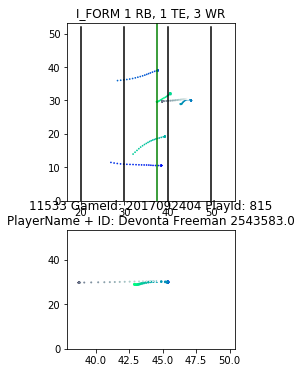 I_FORM 1 RB, 1 TE, 3 WR
50
40
30
20
10
0
20 30 40 50
11533 GameId: 2017092404 PlayId: 815
PlayerName + ID: Devonta Freeman 2543583.0
40
20
0
40.0 42.5 45.0 47.5 50.0